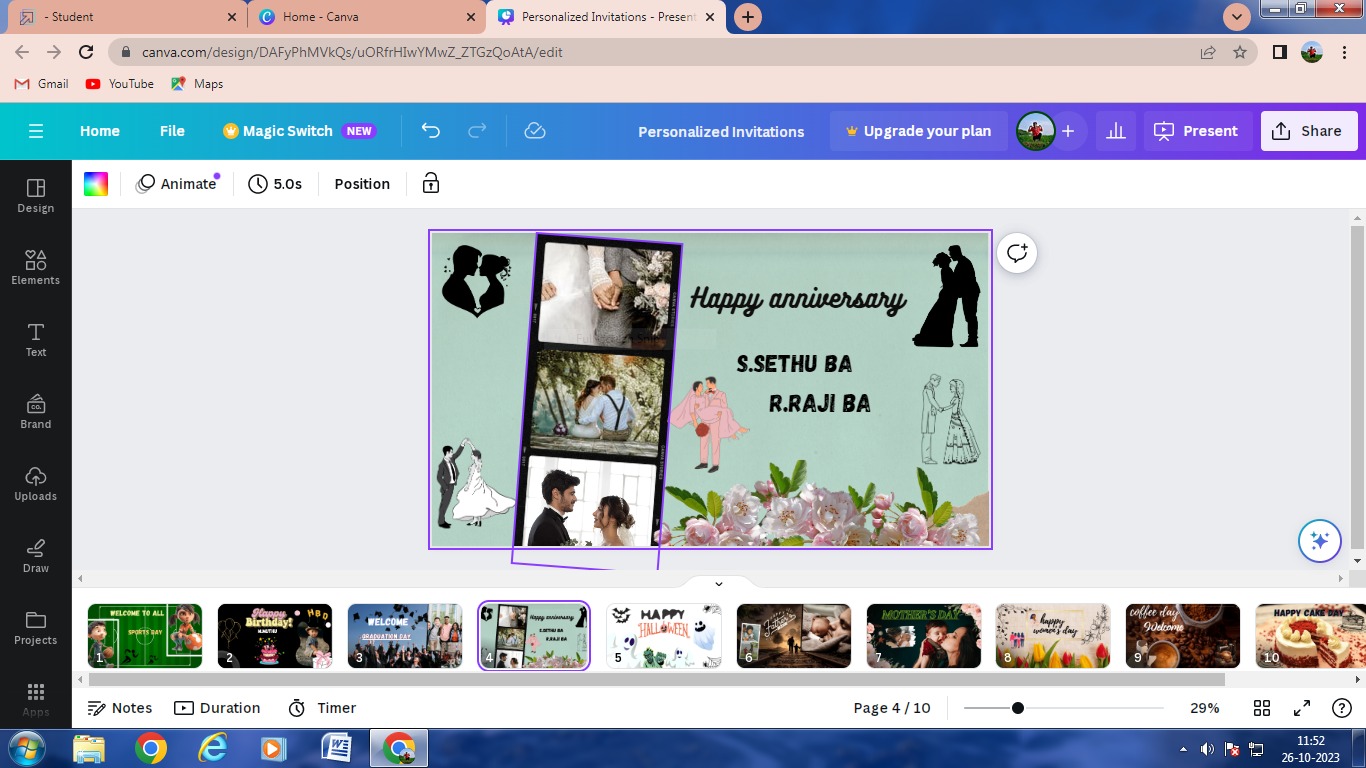 - Student
Home - Canva
Personalized Invitations - Present
canva.com/design/DAFyPhMVkQs/uORfrHIwYMwZ_ZTGzQoAtA/edit
Gmail
YouTube
Maps
Home
File
Magic Switch NEW
Personalized Invitations
Upgrade your plan
Present
Share
Animate
5.0s
Position
Design
Elements
Text
Brand
Uploads
Draw
Projects
Apps
Happy anniversary
S.SETHU BA
R.RAJI BA
WELCOME TO ALL
SPORTS DAY
1
Happy
Birthday!
M.MUTHU
HBD
2
WELCOME
GRADUATION DAY
3
Happy anniversary
S.SETHU BA
R.RAJI BA
4
HAPPY
HALLOWEEN
5
Father's
6
MOTHER'S DAY
7
happy
women's day
8
coffee day
Welcome
9
HAPPY CAKE DAY
10
Notes
Duration
Timer
Page 4 / 10
29%
11:52
26-10-2023